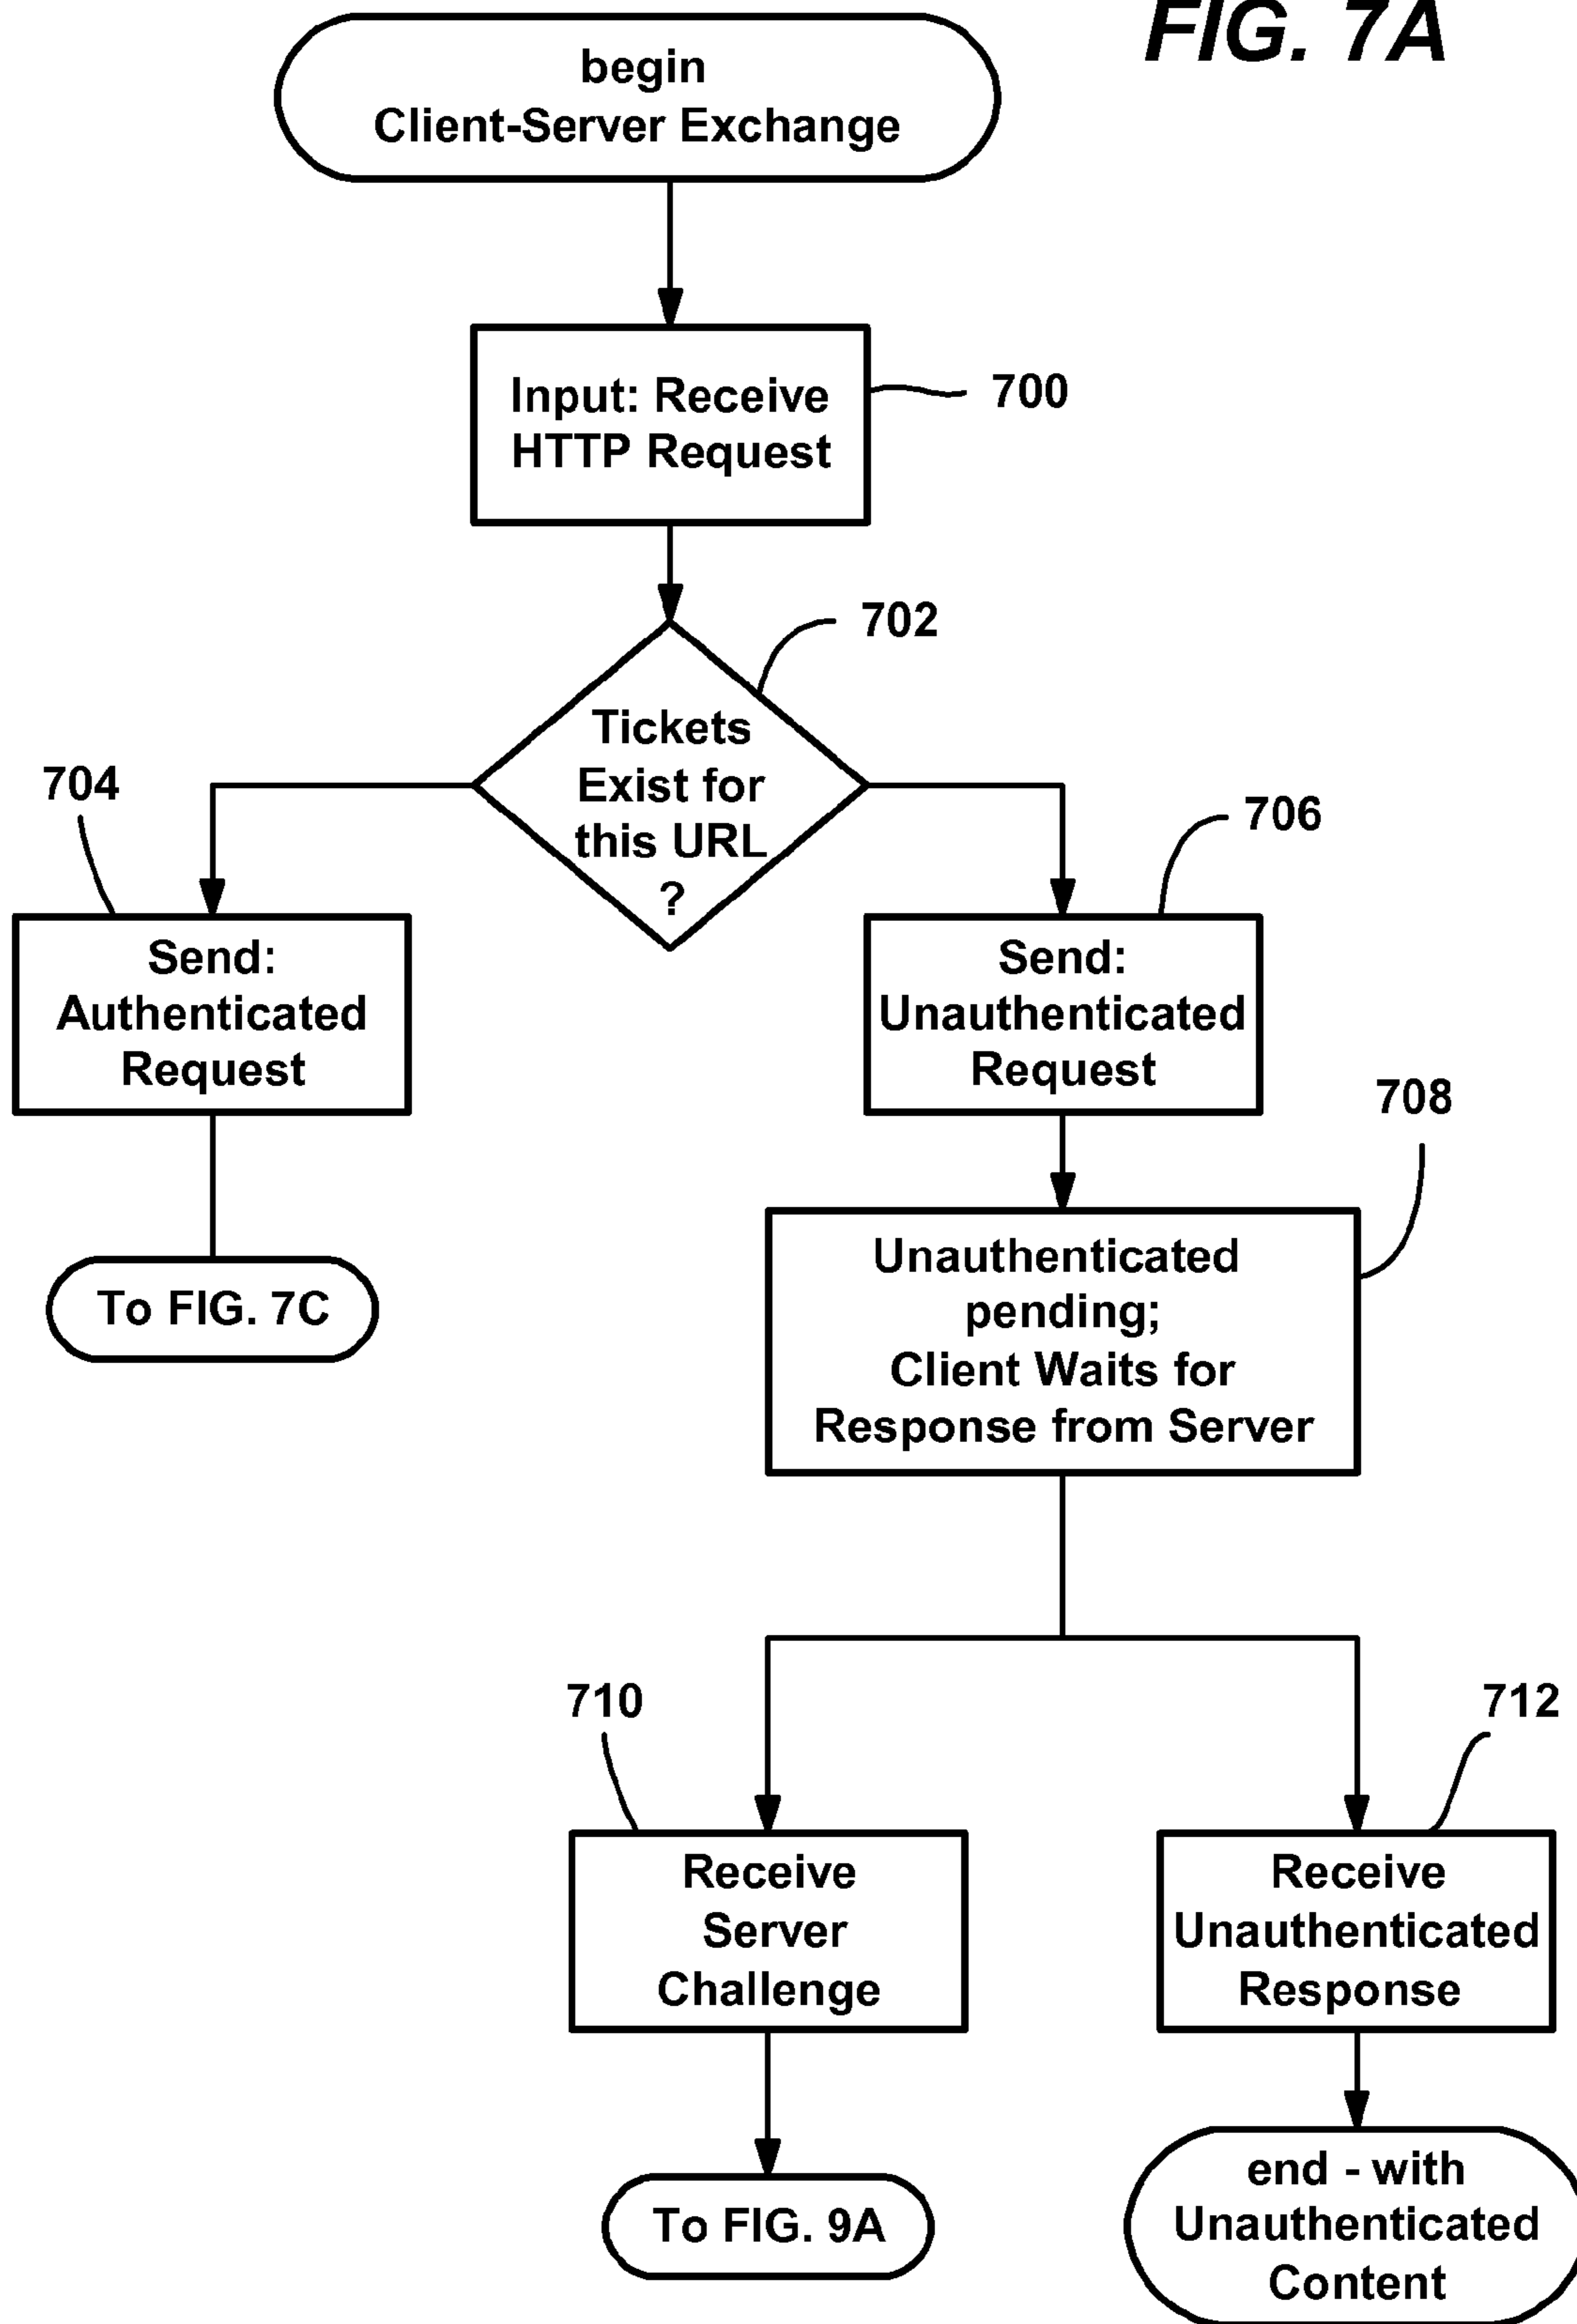 FIG. 7A
begin
Client-Server Exchange
Input: Receive
HTTP Request
700
702
Tickets
Exist for
this URL
?
704
706
Send:
Authenticated
Request
Send:
Unauthenticated
Request
708
To FIG. 7C
Unauthenticated
pending;
Client Waits for
Response from Server
710
712
Receive
Server
Challenge
Receive
Unauthenticated
Response
To FIG. 9A
end - with
Unauthenticated
Content